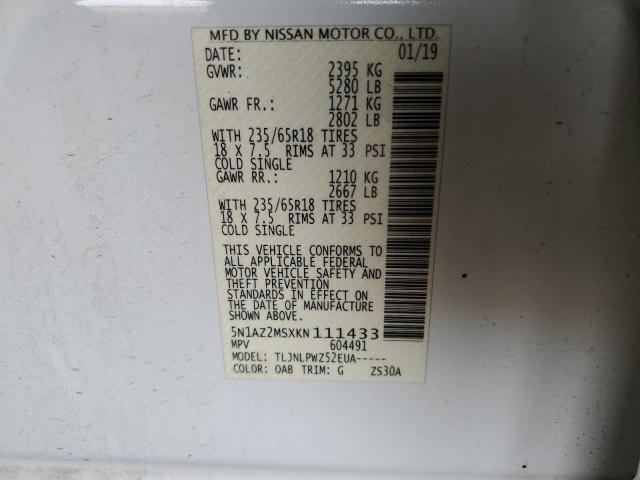 MFD BY NISSAN MOTOR CO., LTD.
DATE: 01/19
GVWR: 2395 KG
5280 LB
GAWR FR.: 1271 KG
2802 LB
WITH 235/65R18 TIRES
18 X 7.5 RIMS AT 33 PSI
COLD SINGLE
GAWR RR.: 1210 KG
2667 LB
WITH 235/65R18 TIRES
18 X 7.5 RIMS AT 33 PSI
COLD SINGLE
THIS VEHICLE CONFORMS TO
ALL APPLICABLE FEDERAL
MOTOR VEHICLE SAFETY AND
THEFT PREVENTION
STANDARDS IN EFFECT ON
THE DATE OF MANUFACTURE
SHOWN ABOVE.
5N1AZ2MSXKN111433
MPV 604491
MODEL: TLJNLPWZ52EUA-----
COLOR: QAB TRIM: G ZS30A